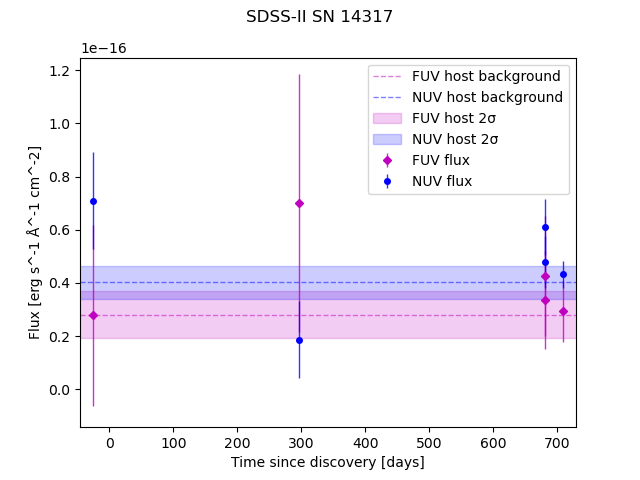 SDSS-II SN 14317
1e−16
1.2
1.0
0.8
0.6
0.4
0.2
0.0
Flux [erg s^-1 Å^-1 cm^-2]
FUV host background
NUV host background
FUV host 2σ
NUV host 2σ
FUV flux
NUV flux
0 100 200 300 400 500 600 700
Time since discovery [days]